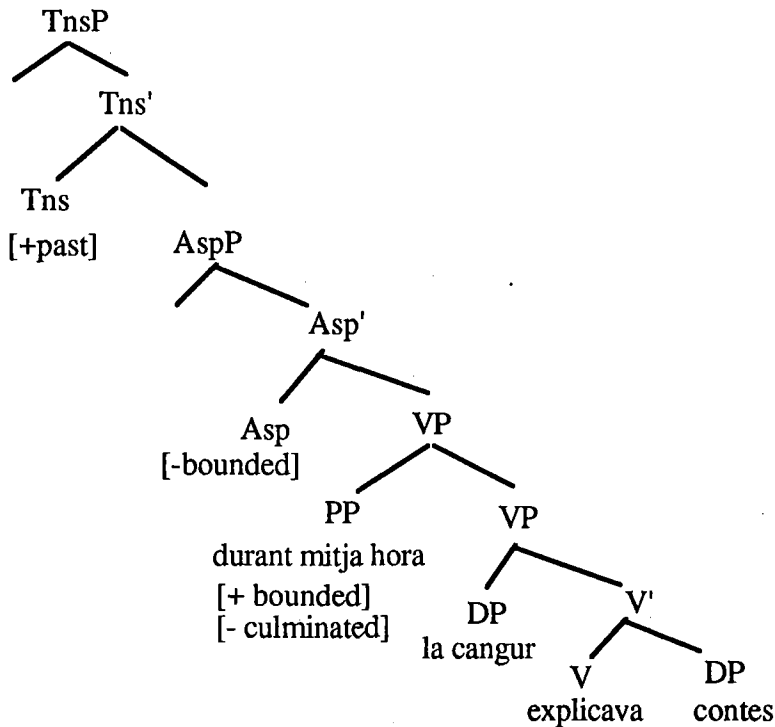 TnsP
Tns'
Tns
[+past]
AspP
Asp'
Asp
[-bounded]
VP
PP
VP
durant mitja hora
[+ bounded]
[- culminated]
DP
la cangur
V'
V
explicava
DP
contes